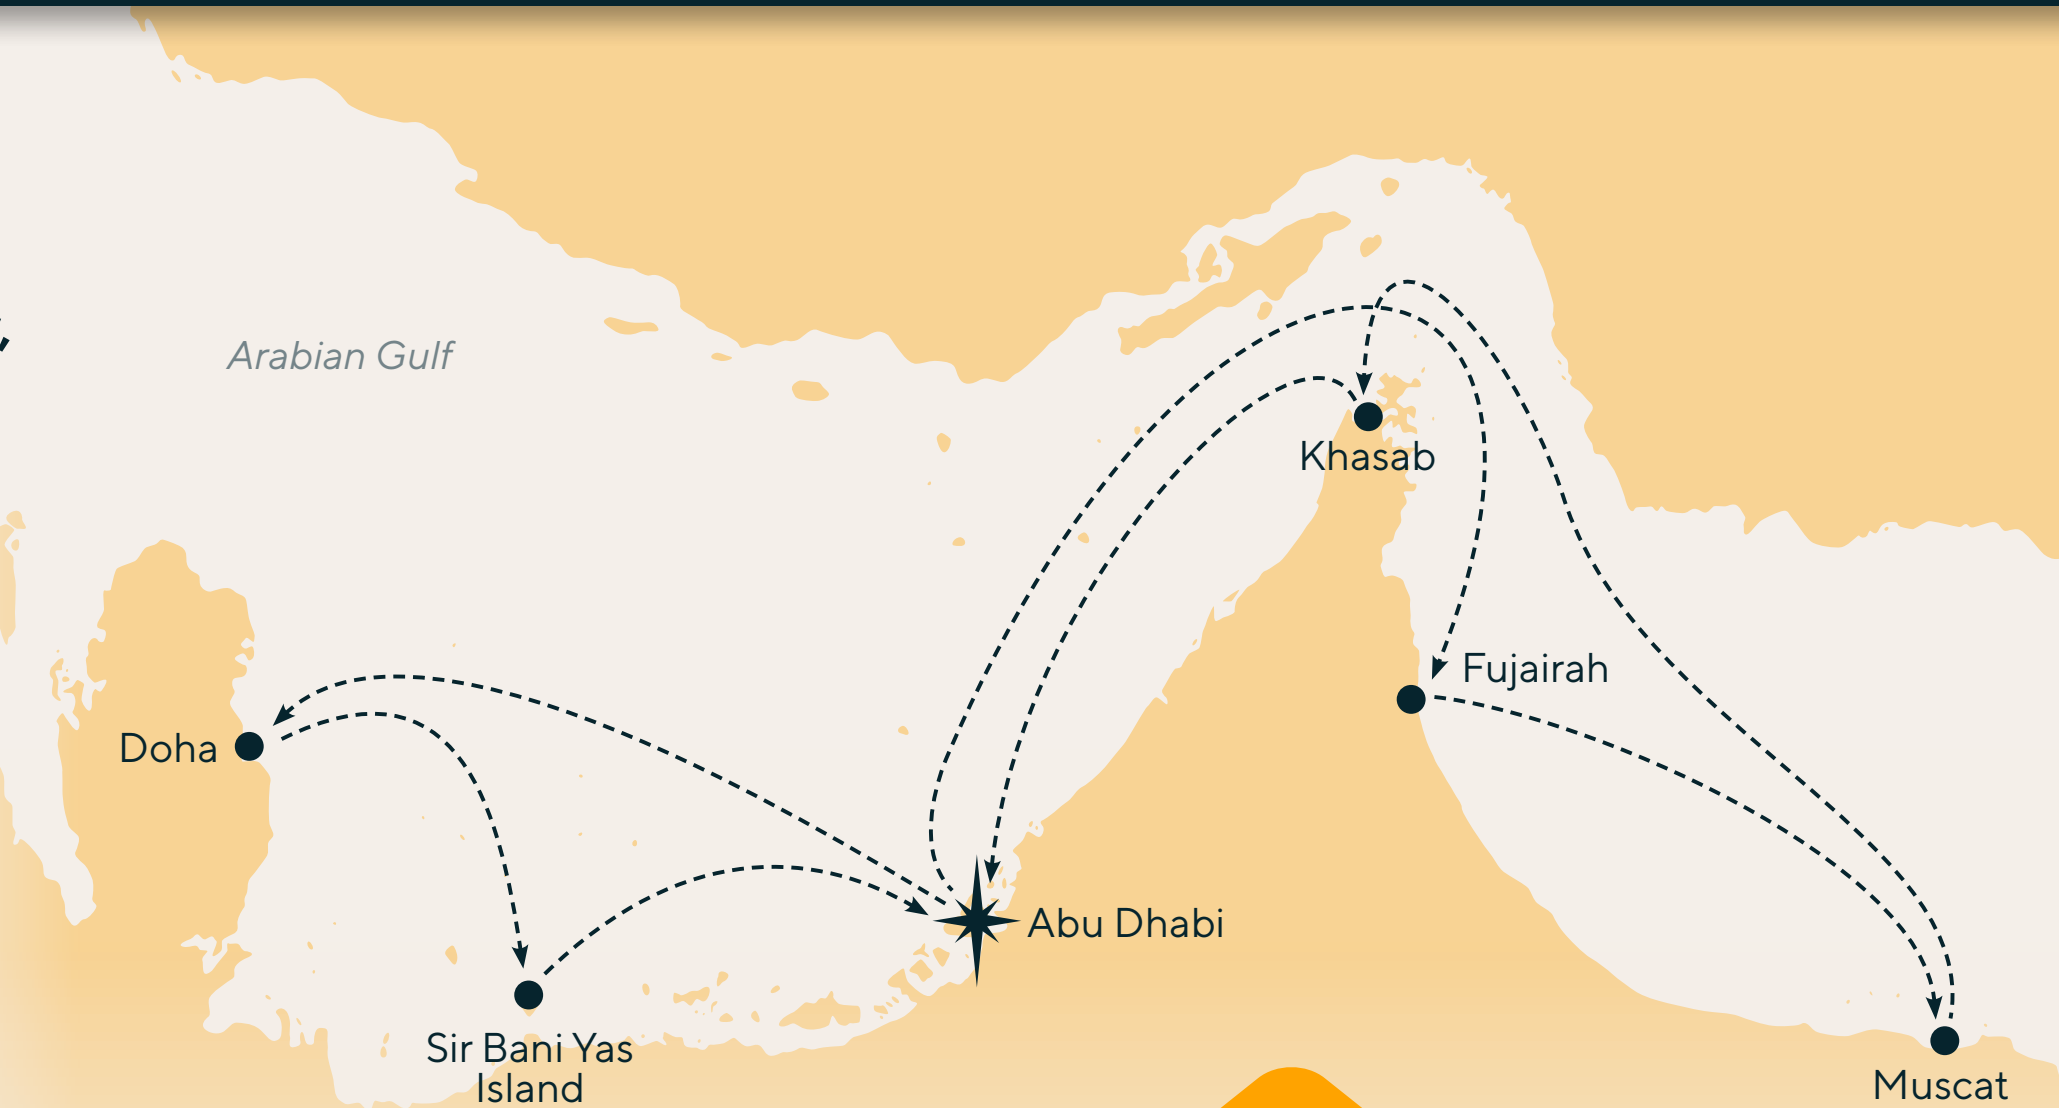 Arabian Gulf
Khasab
Fujairah
Doha
Abu Dhabi
Sir Bani Yas
Island
Muscat